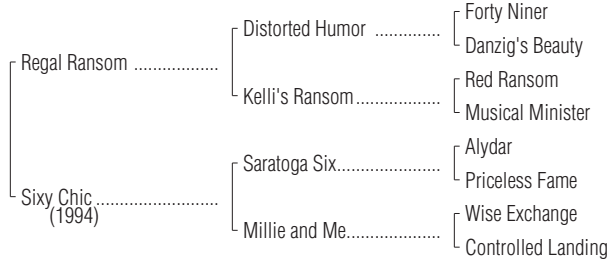 Forty Niner
Distorted Humor ..............
Danzig's Beauty
Regal Ransom ..................
Red Ransom
Kelli's Ransom..................
Musical Minister
Alydar
Saratoga Six......................
Priceless Fame
Sixy Chic ..........................
(1994)
Wise Exchange
Millie and Me....................
Controlled Landing